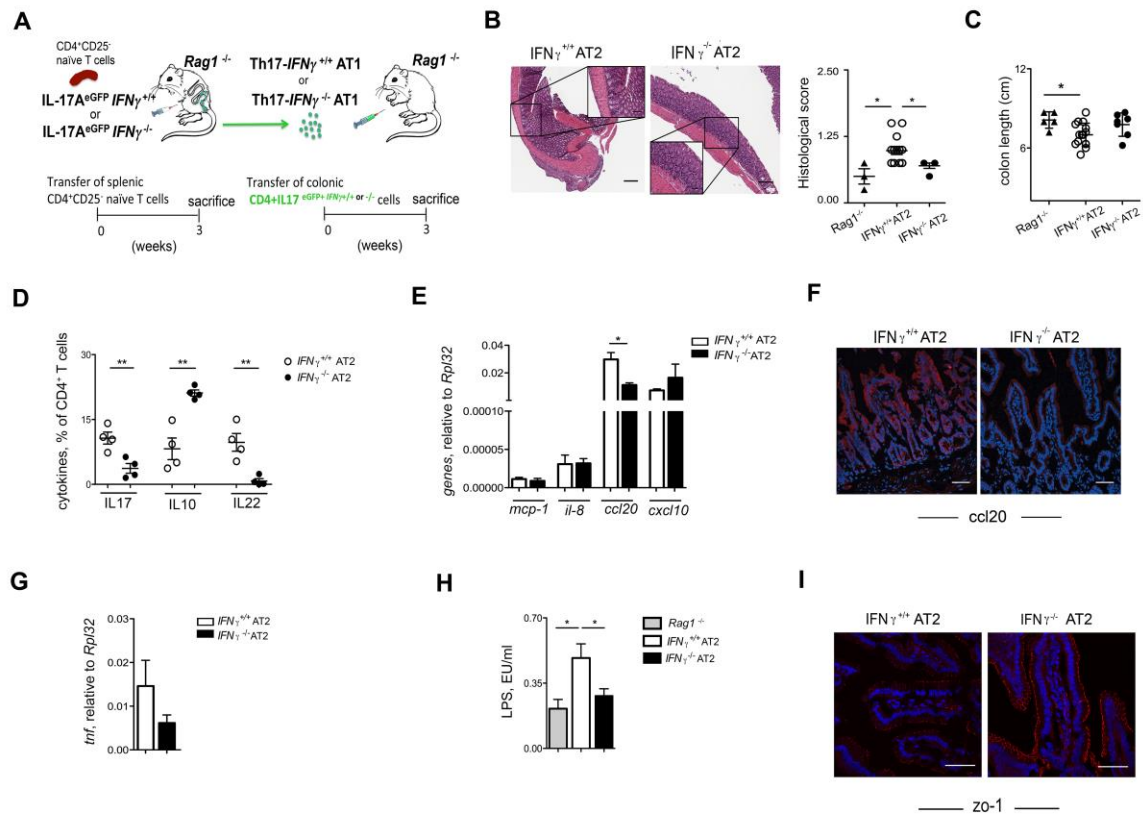 A
CD4+CD25-
naïve T cells
Rag1 -/-
IL-17AeGFP IFNγ+/+
or
IL-17AeGFP IFNγ-/-
Th17-IFNγ +/+ AT1
or
Th17-IFNγ -/- AT1
Rag1 -/-
Transfer of splenic
CD4+CD25- naïve T cells
sacrifice
0
3
(weeks)
Transfer of colonic
CD4+IL17 eGFP+ IFNγ+/+ or -/- cells
sacrifice
0
3
(weeks)
B
IFNγ+/+ AT2
IFNγ-/- AT2
Histological score
2.50
1.25
0.00
*
*
Rag1-/-
IFNγ+/+ AT2
IFNγ-/- AT2
C
colon length (cm)
12
6
0
*
Rag1-/-
IFNγ+/+ AT2
IFNγ-/- AT2
D
cytokines, % of CD4+ T cells
30
15
0
**
**
**
IL17
IL10
IL22
IFNγ+/+ AT2
IFNγ-/- AT2
E
genes, relative to Rpl32
0.04
0.02
0.00010
0.00005
0.00000
*
mcp-1
il-8
ccl20
cxcl10
IFNγ+/+ AT2
IFNγ-/- AT2
F
IFNγ+/+ AT2
IFNγ-/- AT2
ccl20
G
tnf, relative to Rpl32
0.03
0.02
0.01
0.00
IFNγ+/+ AT2
IFNγ-/- AT2
H
LPS, EU/ml
0.70
0.35
0.00
*
*
Rag1-/-
IFNγ+/+ AT2
IFNγ-/- AT2
I
IFNγ+/+ AT2
IFNγ-/- AT2
zo-1